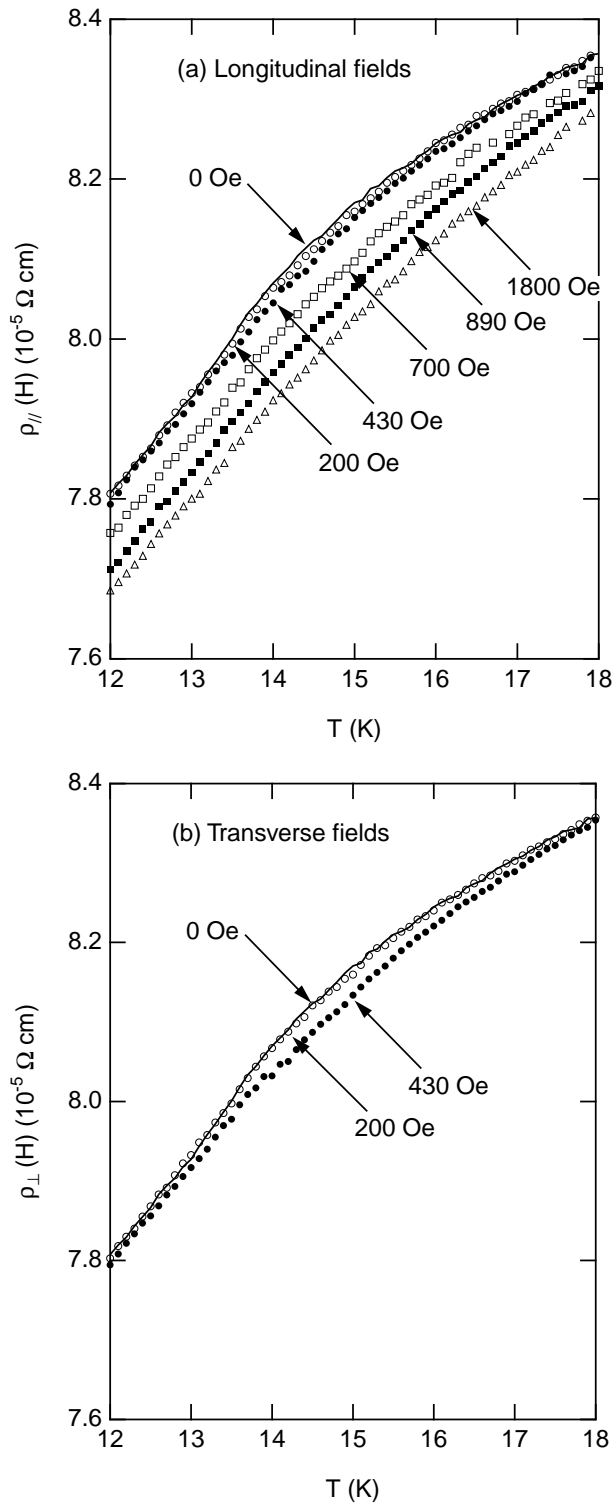 8.4
(a) Longitudinal fields
8.2
0 Oe
1800 Oe
890 Oe
8.0
700 Oe
430 Oe
200 Oe
7.8
7.6
ρ// (H) (10⁻⁵ Ω cm)
12 13 14 15 16 17 18
T (K)
8.4
(b) Transverse fields
8.2
0 Oe
430 Oe
8.0
200 Oe
7.8
7.6
ρ⊥ (H) (10⁻⁵ Ω cm)
12 13 14 15 16 17 18
T (K)